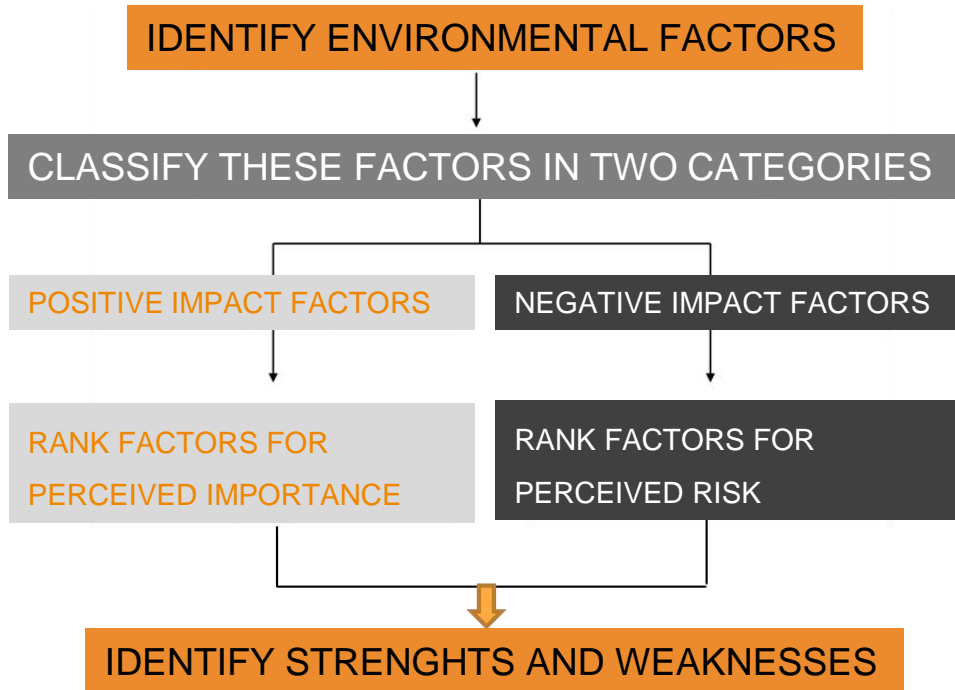 IDENTIFY ENVIRONMENTAL FACTORS
CLASSIFY THESE FACTORS IN TWO CATEGORIES
POSITIVE IMPACT FACTORS
NEGATIVE IMPACT FACTORS
RANK FACTORS FOR
PERCEIVED IMPORTANCE
RANK FACTORS FOR
PERCEIVED RISK
IDENTIFY STRENGHTS AND WEAKNESSES